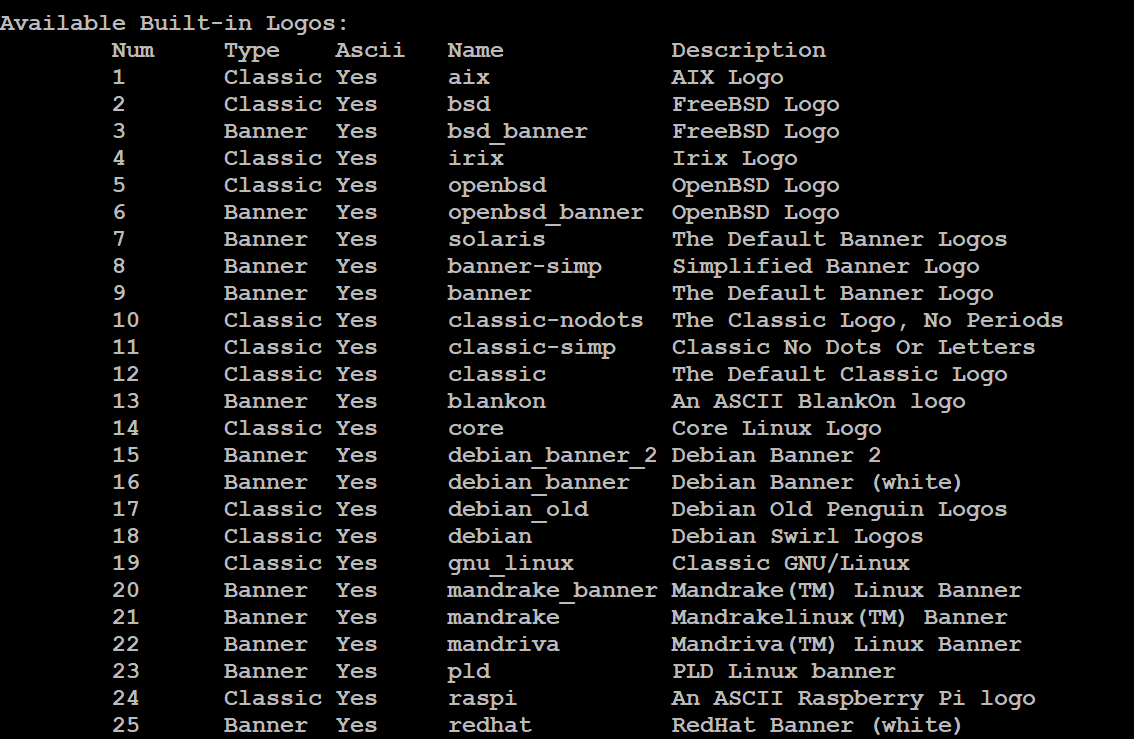 Available Built-in Logos:
Num Type Ascii Name Description
1 Classic Yes aix AIX Logo
2 Classic Yes bsd FreeBSD Logo
3 Banner Yes bsd_banner FreeBSD Logo
4 Classic Yes irix Irix Logo
5 Classic Yes openbsd OpenBSD Logo
6 Banner Yes openbsd_banner OpenBSD Logo
7 Banner Yes solaris The Default Banner Logos
8 Banner Yes banner-simp Simplified Banner Logo
9 Banner Yes banner The Default Banner Logo
10 Classic Yes classic-nodots The Classic Logo, No Periods
11 Classic Yes classic-simp Classic No Dots Or Letters
12 Classic Yes classic The Default Classic Logo
13 Banner Yes blankon An ASCII BlankOn logo
14 Classic Yes core Core Linux Logo
15 Banner Yes debian_banner_2 Debian Banner 2
16 Banner Yes debian_banner Debian Banner (white)
17 Classic Yes debian_old Debian Old Penguin Logos
18 Classic Yes debian Debian Swirl Logos
19 Classic Yes gnu_linux Classic GNU/Linux
20 Banner Yes mandrake_banner Mandrake(TM) Linux Banner
21 Banner Yes mandrake Mandrakelinux(TM) Banner
22 Banner Yes mandriva Mandriva(TM) Linux Banner
23 Banner Yes pld PLD Linux banner
24 Classic Yes raspi An ASCII Raspberry Pi logo
25 Banner Yes redhat RedHat Banner (white)